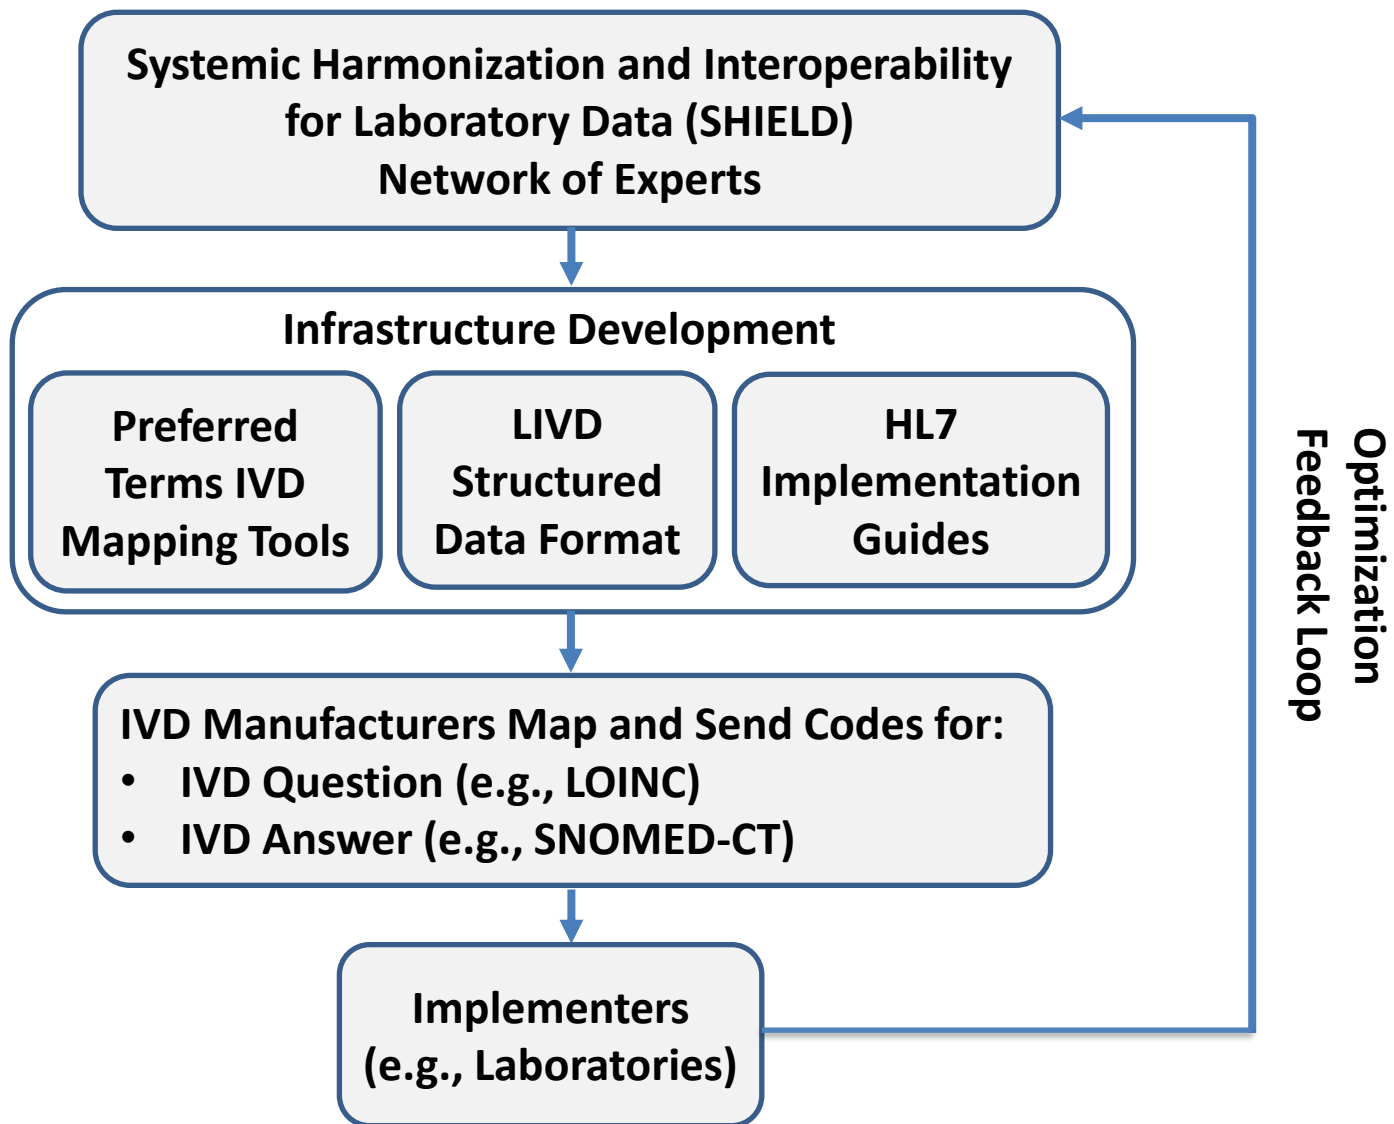 Systemic Harmonization and Interoperability
for Laboratory Data (SHIELD)
Network of Experts
Infrastructure Development
Preferred
Terms IVD
Mapping Tools
LIVD
Structured
Data Format
HL7
Implementation
Guides
IVD Manufacturers Map and Send Codes for:
• IVD Question (e.g., LOINC)
• IVD Answer (e.g., SNOMED-CT)
Implementers
(e.g., Laboratories)
Optimization
Feedback Loop